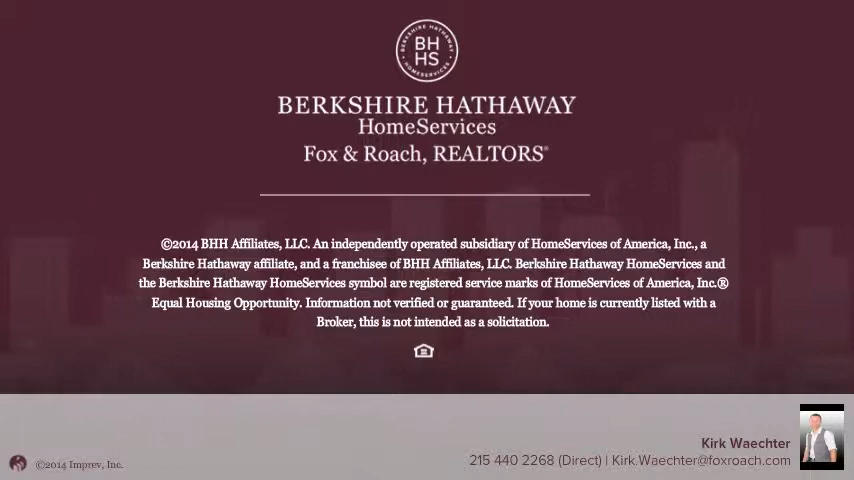 BERKSHIRE HATHAWAY
HOMESERVICES
BH
HS
BERKSHIRE HATHAWAY
HomeServices
Fox & Roach, REALTORS®
©2014 BHH Affiliates, LLC. An independently operated subsidiary of HomeServices of America, Inc., a
Berkshire Hathaway affiliate, and a franchisee of BHH Affiliates, LLC. Berkshire Hathaway HomeServices and
the Berkshire Hathaway HomeServices symbol are registered service marks of HomeServices of America, Inc.®
Equal Housing Opportunity. Information not verified or guaranteed. If your home is currently listed with a
Broker, this is not intended as a solicitation.
Kirk Waechter
215 440 2268 (Direct) | Kirk.Waechter@foxroach.com
©2014 Imprev, Inc.